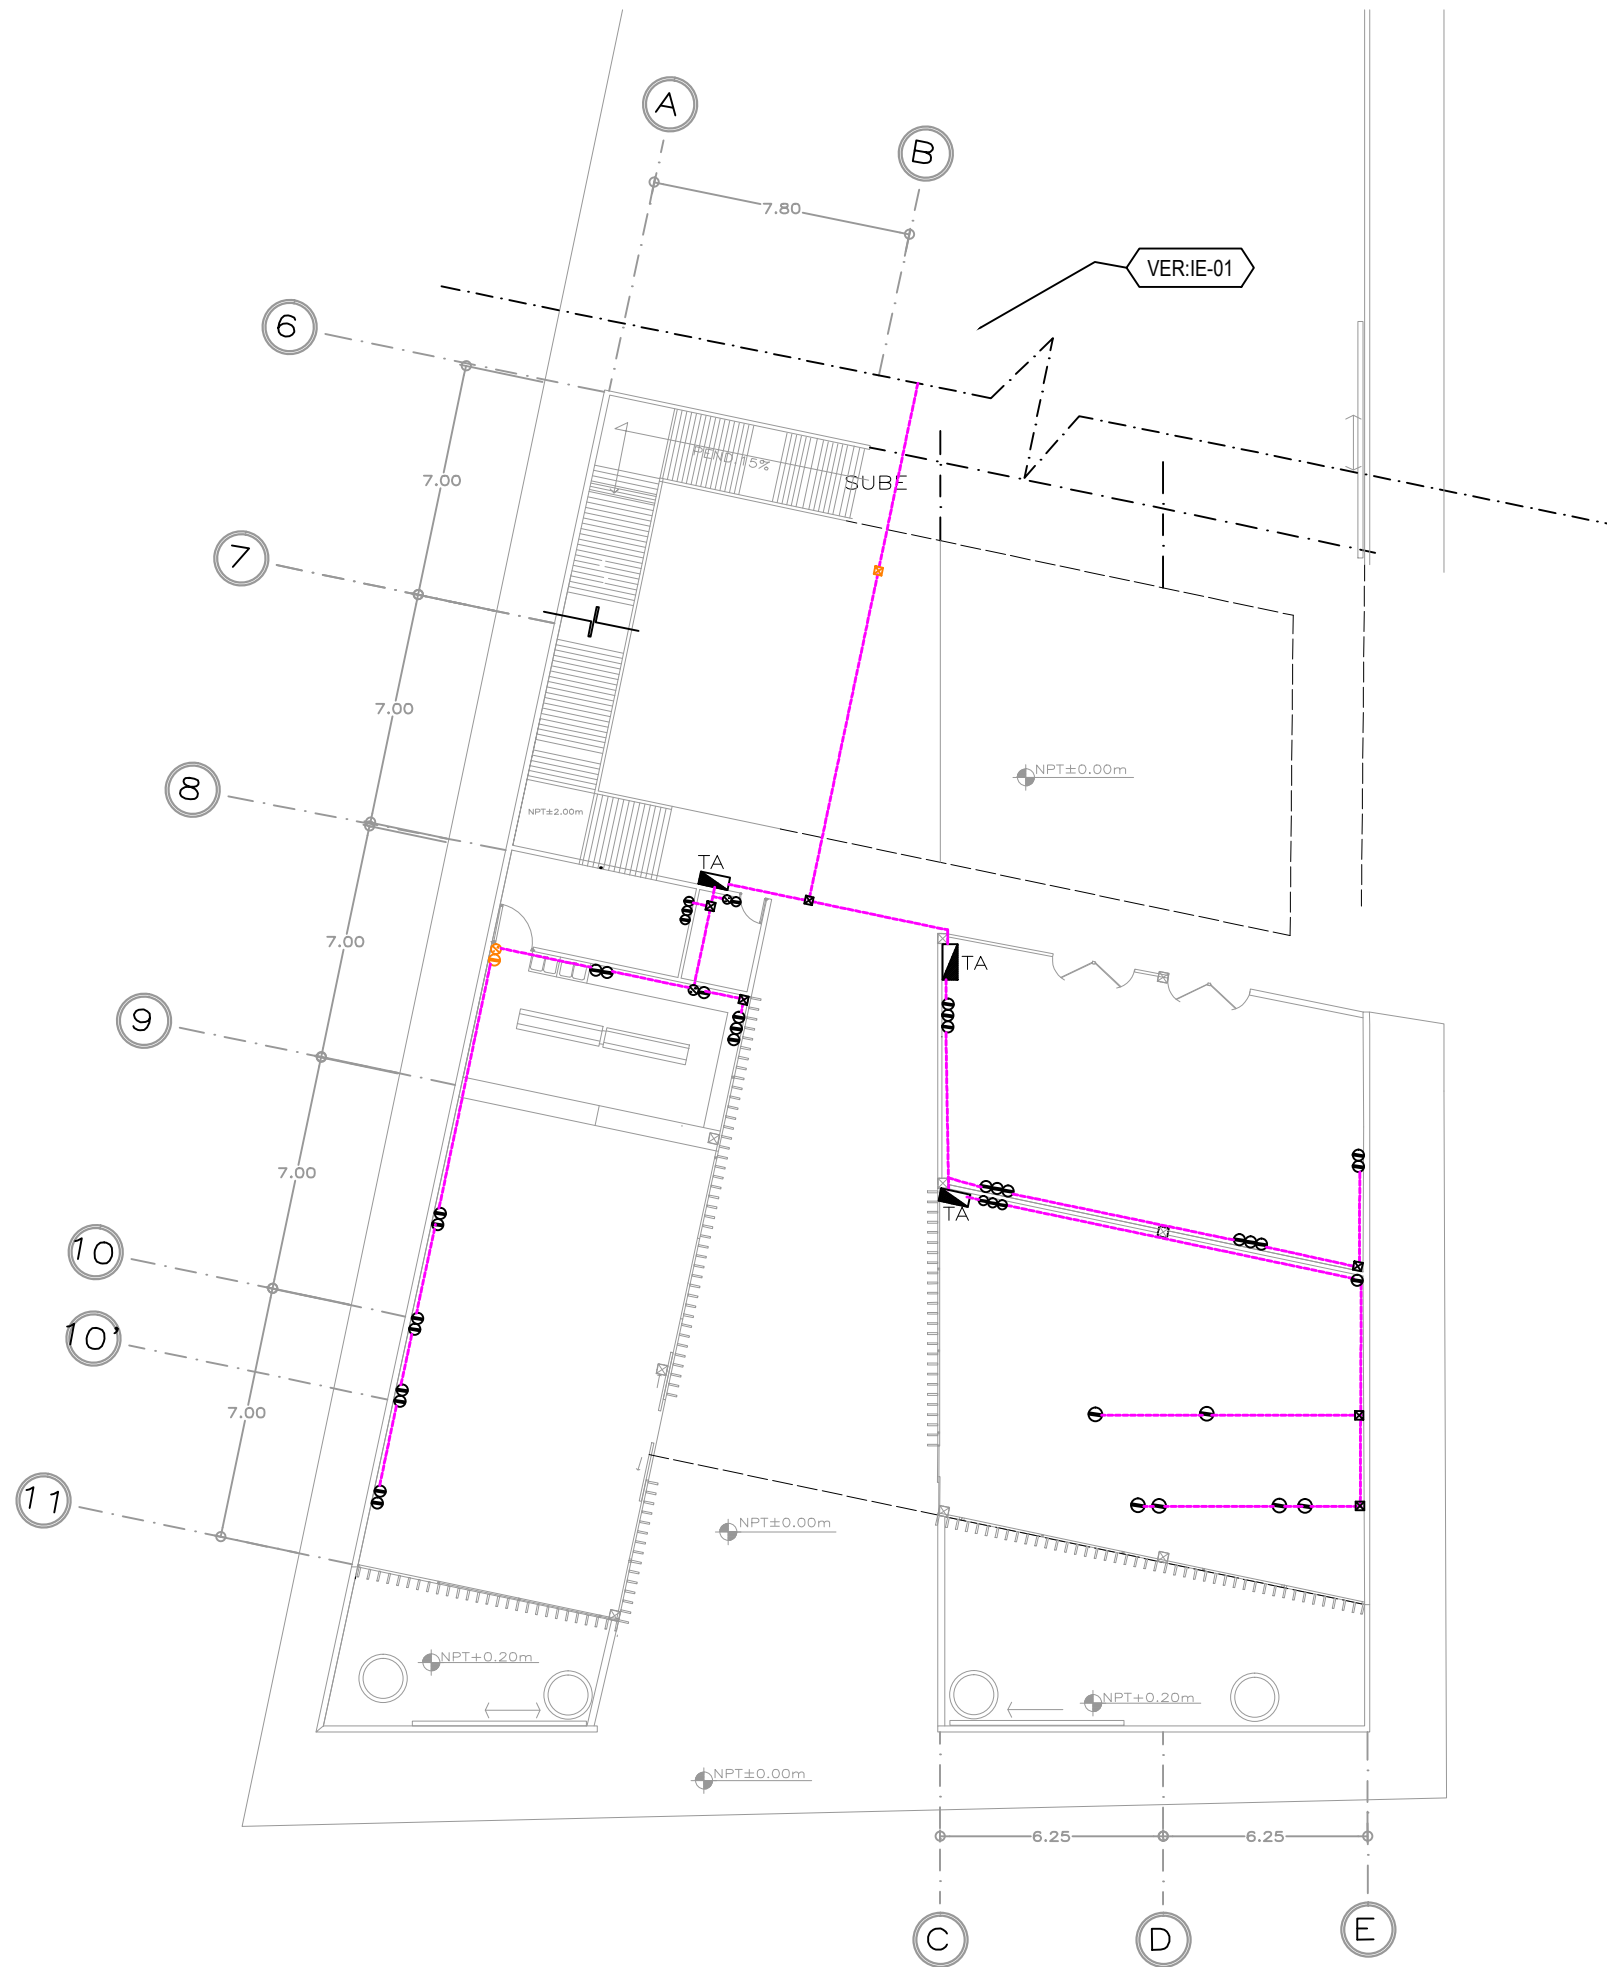 A
B
7.80
VER:IE-01
6
7.00
PEND.15%
SUBE
7
7.00
NPT±0.00m
8
NPT±2.00m
TA
7.00
TA
9
7.00
TA
10
10'
7.00
11
NPT±0.00m
NPT+0.20m
NPT+0.20m
NPT±0.00m
6.25
6.25
C
D
E